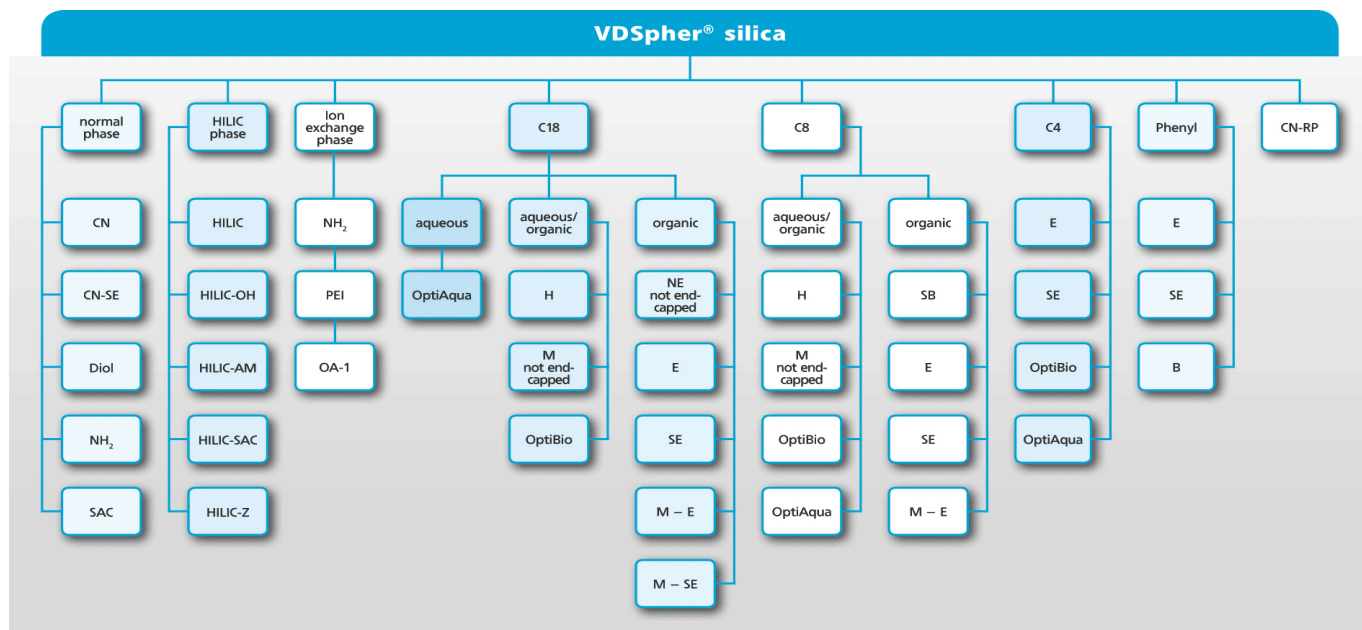 VDSpher® silica
normal
phase
HILIC
phase
Ion
exchange
phase
C18
C8
C4
Phenyl
CN-RP
CN
HILIC
NH₂
aqueous
aqueous/
organic
organic
aqueous/
organic
organic
E
E
CN-SE
HILIC-OH
PEI
OptiAqua
H
NE
not end-
capped
H
SB
SE
SE
Diol
HILIC-AM
OA-1
M
not end-
capped
E
M
not end-
capped
E
OptiBio
B
NH₂
HILIC-SAC
OptiBio
SE
OptiBio
SE
OptiAqua
SAC
HILIC-Z
M – E
OptiAqua
M – E
M – SE